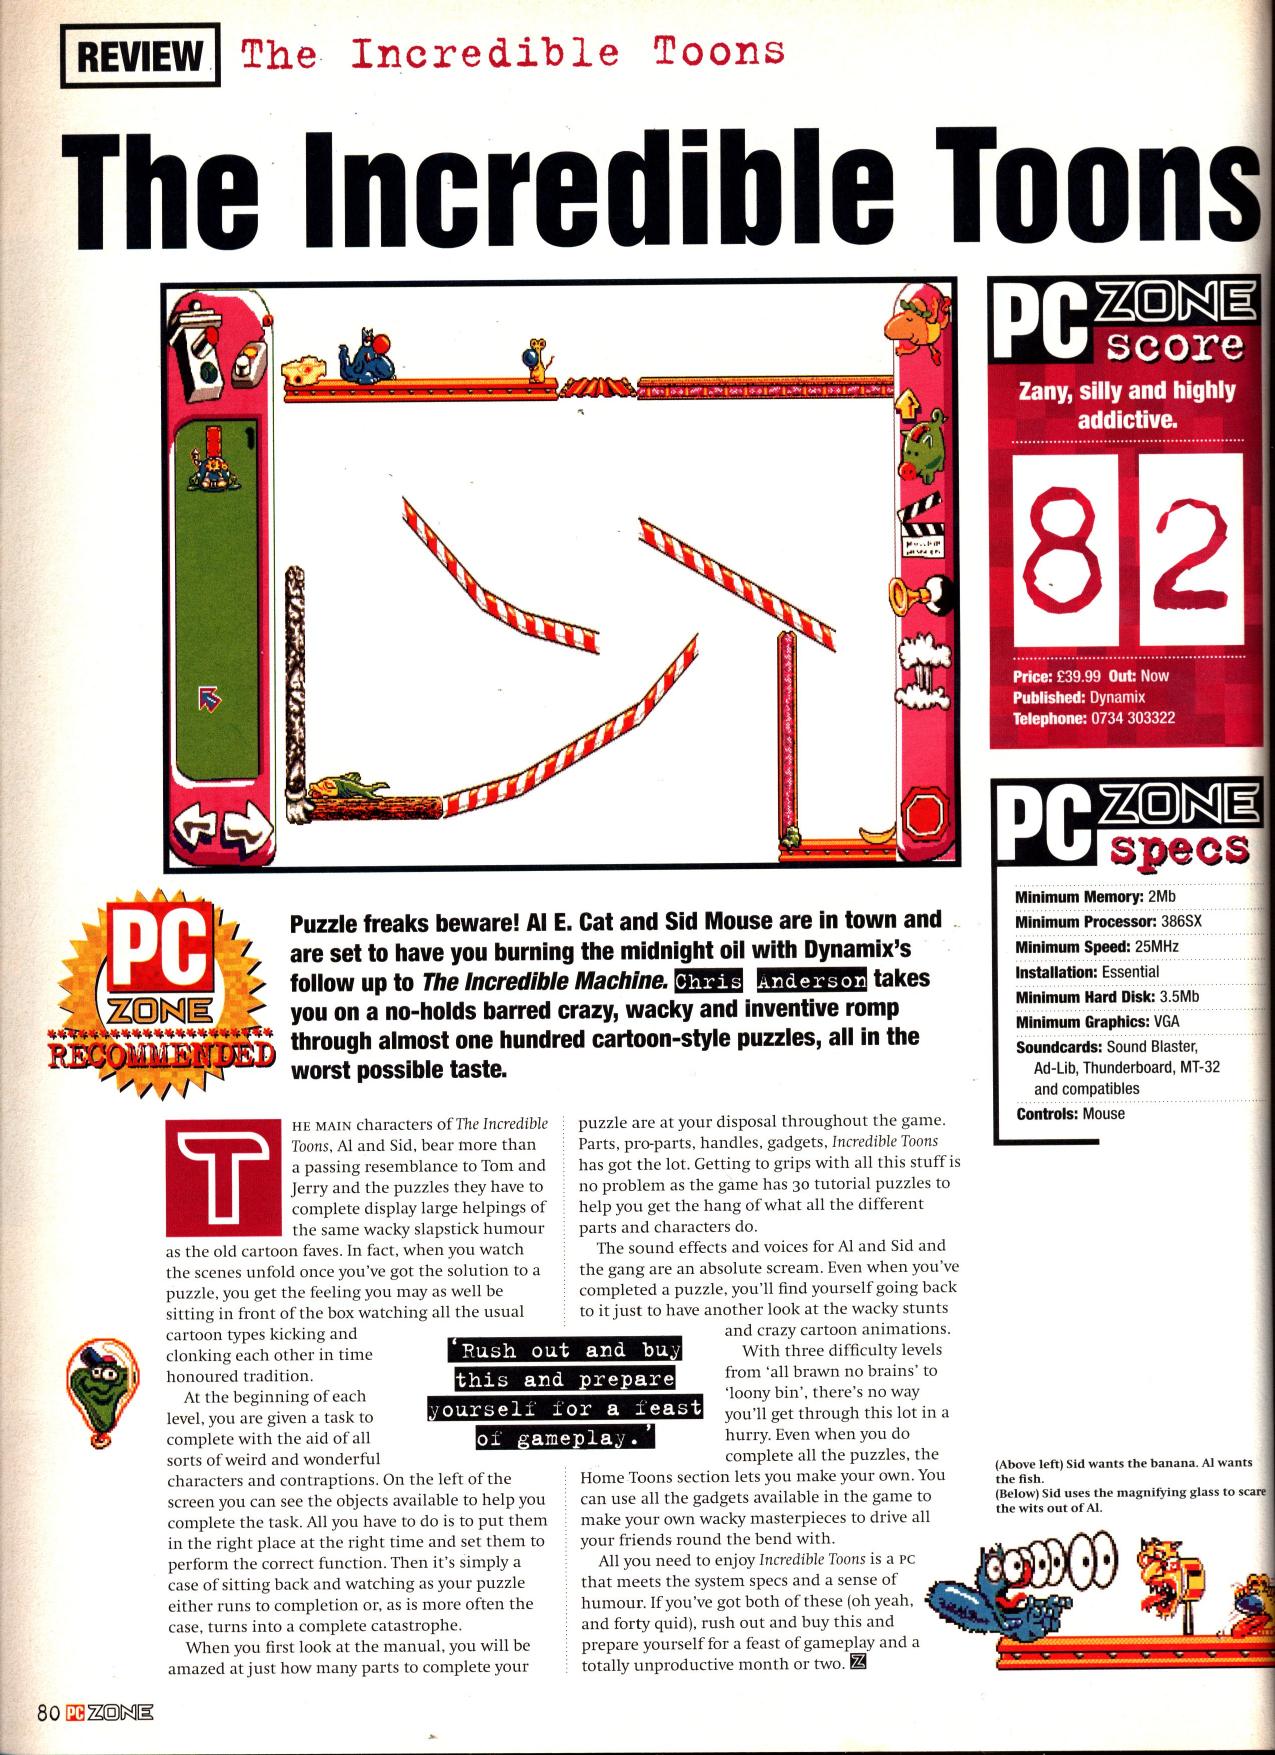 REVIEW The Incredible Toons
The Incredible Toons
PC ZONE
score
Zany, silly and highly
addictive.
82
Price: £39.99 Out: Now
Published: Dynamix
Telephone: 0734 303322
PC ZONE
specs
Minimum Memory: 2Mb
Minimum Processor: 386SX
Minimum Speed: 25MHz
Installation: Essential
Minimum Hard Disk: 3.5Mb
Minimum Graphics: VGA
Soundcards: Sound Blaster,
Ad-Lib, Thunderboard, MT-32
and compatibles
Controls: Mouse
PC
ZONE
RECOMMENDED
Puzzle freaks beware! Al E. Cat and Sid Mouse are in town and
are set to have you burning the midnight oil with Dynamix's
follow up to The Incredible Machine. Chris Anderson takes
you on a no-holds barred crazy, wacky and inventive romp
through almost one hundred cartoon-style puzzles, all in the
worst possible taste.
THE MAIN characters of The Incredible
Toons, Al and Sid, bear more than
a passing resemblance to Tom and
Jerry and the puzzles they have to
complete display large helpings of
the same wacky slapstick humour
as the old cartoon faves. In fact, when you watch
the scenes unfold once you've got the solution to a
puzzle, you get the feeling you may as well be
sitting in front of the box watching all the usual
cartoon types kicking and
clonking each other in time
honoured tradition.
At the beginning of each
level, you are given a task to
complete with the aid of all
sorts of weird and wonderful
characters and contraptions. On the left of the
screen you can see the objects available to help you
complete the task. All you have to do is to put them
in the right place at the right time and set them to
perform the correct function. Then it's simply a
case of sitting back and watching as your puzzle
either runs to completion or, as is more often the
case, turns into a complete catastrophe.
When you first look at the manual, you will be
amazed at just how many parts to complete your
'Rush out and buy
this and prepare
yourself for a feast
of gameplay.'
puzzle are at your disposal throughout the game.
Parts, pro-parts, handles, gadgets, Incredible Toons
has got the lot. Getting to grips with all this stuff is
no problem as the game has 30 tutorial puzzles to
help you get the hang of what all the different
parts and characters do.
The sound effects and voices for Al and Sid and
the gang are an absolute scream. Even when you've
completed a puzzle, you'll find yourself going back
to it just to have another look at the wacky stunts
and crazy cartoon animations.
With three difficulty levels
from 'all brawn no brains' to
'loony bin', there's no way
you'll get through this lot in a
hurry. Even when you do
complete all the puzzles, the
Home Toons section lets you make your own. You
can use all the gadgets available in the game to
make your own wacky masterpieces to drive all
your friends round the bend with.
All you need to enjoy Incredible Toons is a PC
that meets the system specs and a sense of
humour. If you've got both of these (oh yeah,
and forty quid), rush out and buy this and
prepare yourself for a feast of gameplay and a
totally unproductive month or two. Z
(Above left) Sid wants the banana. Al wants
the fish.
(Below) Sid uses the magnifying glass to scare
the wits out of Al.
80 PC ZONE